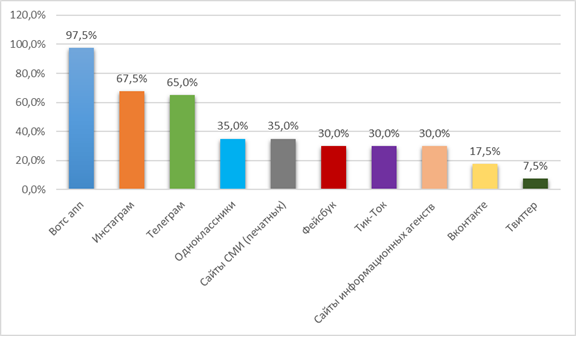 120,0%
100,0%
80,0%
60,0%
40,0%
20,0%
0,0%
97,5%
67,5%
65,0%
35,0%
35,0%
30,0%
30,0%
30,0%
17,5%
7,5%
Вотс апп
Инстаграм
Телеграм
Одноклассники
Сайты СМИ (печатных)
Фейсбук
Тик-Ток
Сайты информационных агенств
Вконтакте
Твиттер